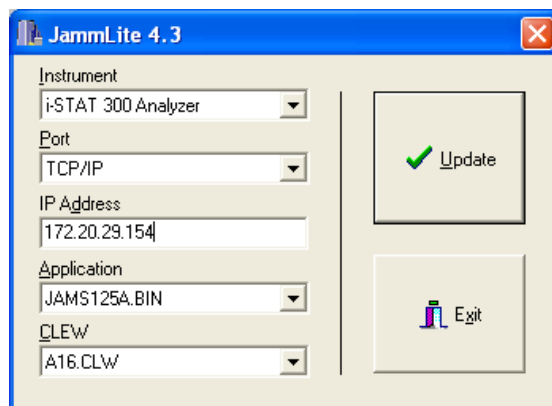 JammLite 4.3
Instrument
i-STAT 300 Analyzer
Port
TCP/IP
IP Address
172.20.29.154
Application
JAMS125A.BIN
CLEW
A16.CLW
Update
Exit